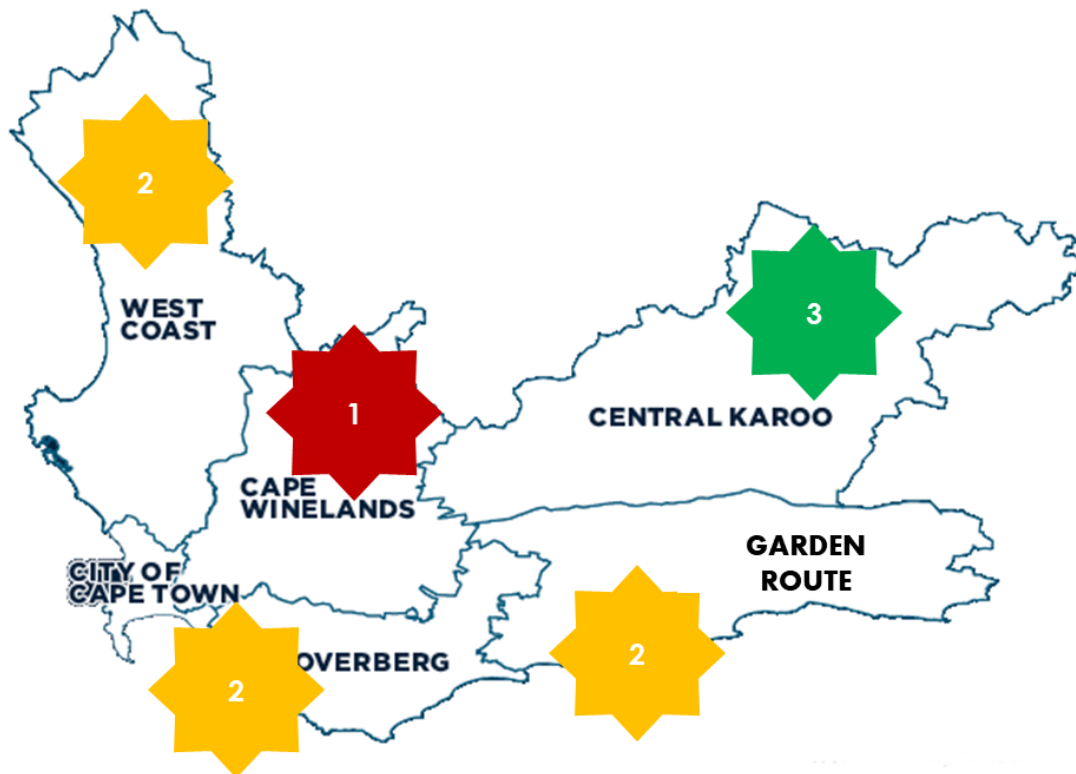 2
WEST
COAST
3
1
CENTRAL KAROO
CAPE
WINELANDS
GARDEN
ROUTE
CITY OF
CAPE TOWN
2
OVERBERG
2